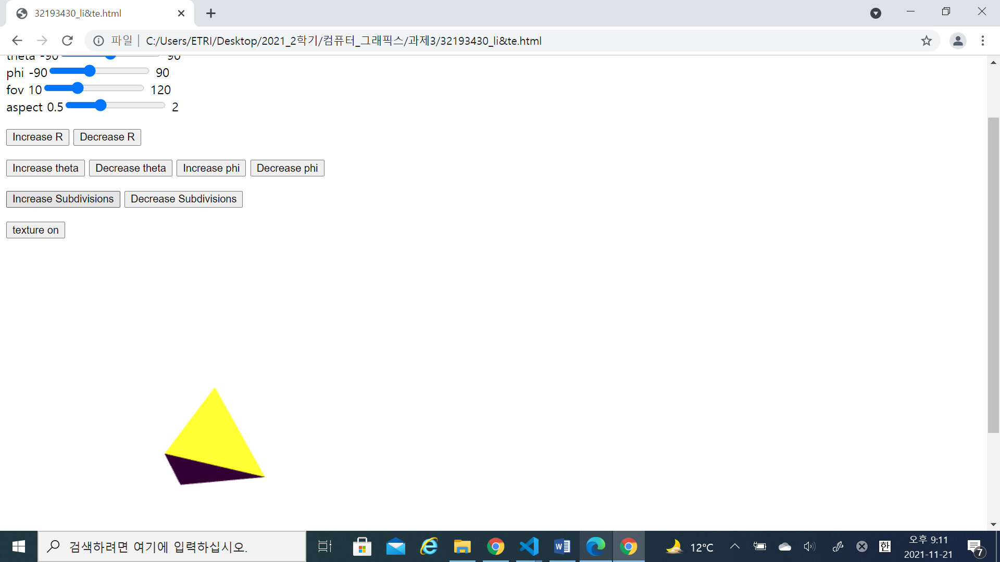 32193430_li&te.html
파일 C:/Users/ETRI/Desktop/2021_2학기/컴퓨터_그래픽스/과제3/32193430_li&te.html
theta -90 90
phi -90 90
fov 10 120
aspect 0.5 2
Increase R Decrease R
Increase theta Decrease theta Increase phi Decrease phi
Increase Subdivisions Decrease Subdivisions
texture on
검색하려면 여기에 입력하십시오.
12°C
한
오후 9:11
2021-11-21
7